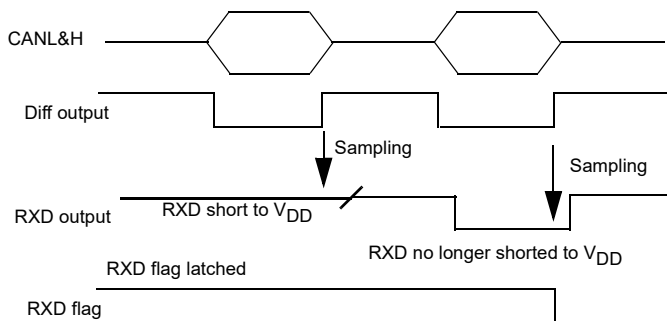 CANL&H
Diff output
Sampling
Sampling
RXD output
RXD short to VDD
RXD no longer shorted to VDD
RXD flag latched
RXD flag